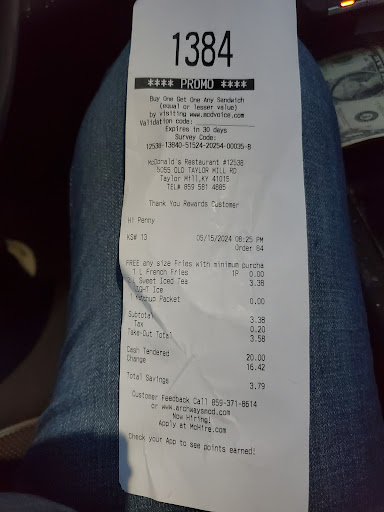 1384
**** PROMO ****
Buy One Get One Any Sandwich
(equal or lesser value)
by visiting www.mcdvoice.com
Validation code:
Expires in 30 days
Survey Code:
12538-13840-51524-20254-00035-8
McDonald's Restaurant #12538
5055 OLD TAYLOR MILL RD
Taylor Mill,KY 41015
TEL# 859 581 4885
Thank You Rewards Customer
Hi Penny
KS# 13 05/15/2024 08:25 PM
Order 84
FREE any size Fries with minimum purcha
1 L French Fries 1P 0.00
L Sweet Iced Tea 3.38
Ice
1 Ketchup Packet 0.00
Subtotal 3.38
Tax 0.20
Take-Out Total 3.58
Cash Tendered 20.00
Change 16.42
Total Savings 3.79
Customer Feedback Call 859-371-8614
or www.archwaysmcd.com
Now Hiring!
Apply at McHire.com
Check your App to see points earned!